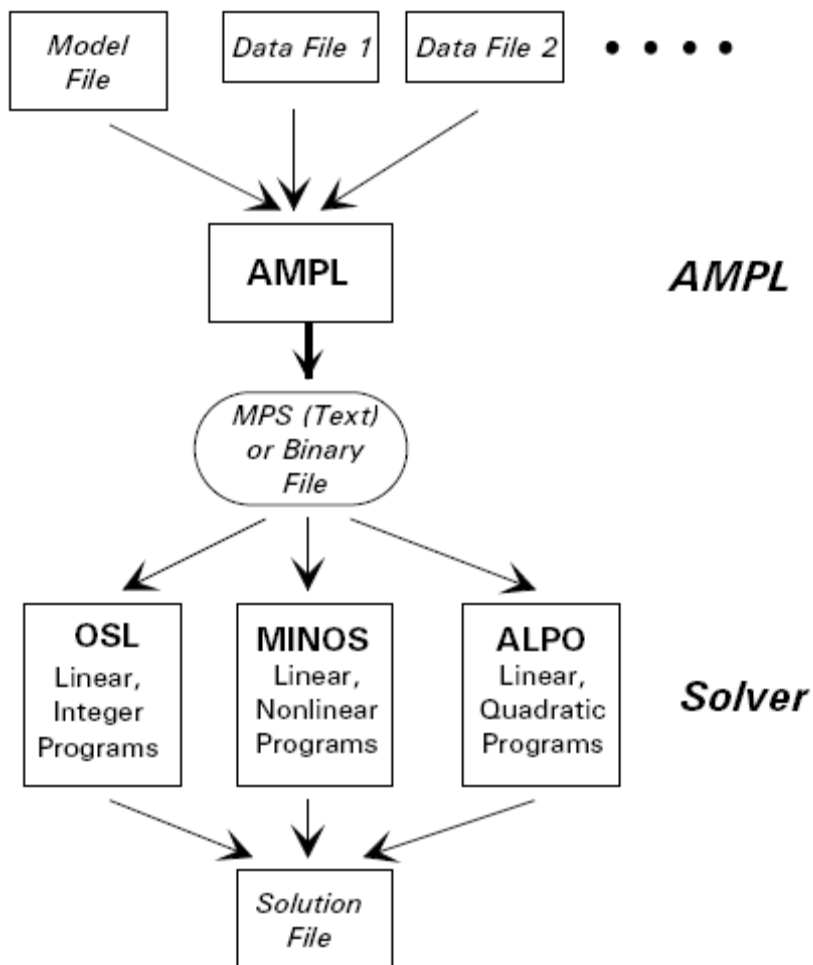 Model
File
Data File 1
Data File 2
AMPL
AMPL
MPS (Text)
or Binary
File
OSL
Linear,
Integer
Programs
MINOS
Linear,
Nonlinear
Programs
ALPO
Linear,
Quadratic
Programs
Solver
Solution
File